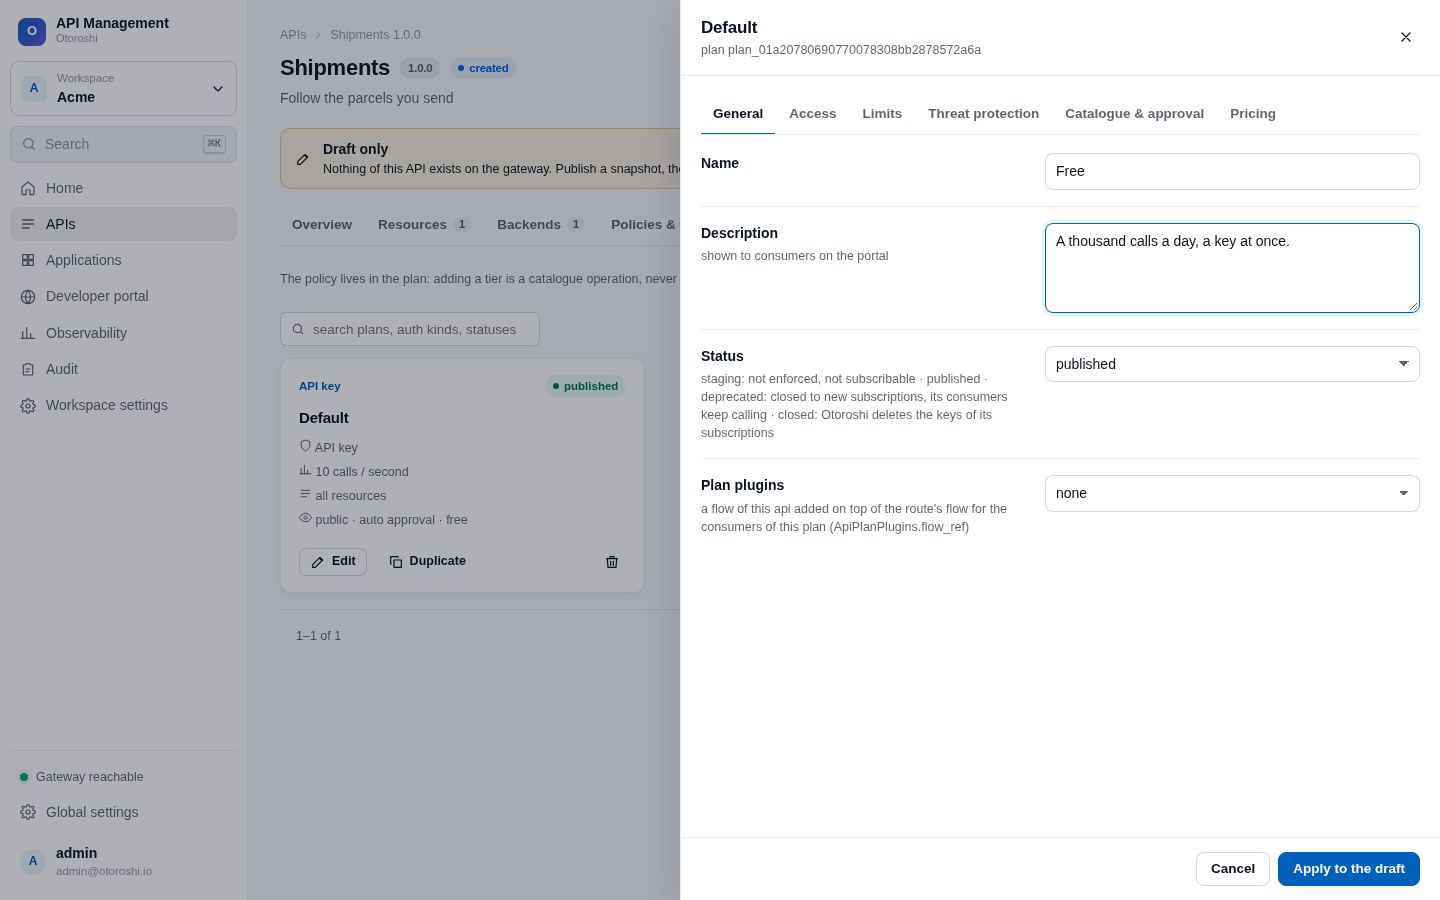 O
API Management
Otoroshi
A
Workspace
Acme
Search
⌘K
Home
APIs
Applications
Developer portal
Observability
Audit
Workspace settings
Gateway reachable
Global settings
A
admin
admin@otoroshi.io
APIs
Shipments 1.0.0
Shipments
1.0.0
created
Follow the parcels you send
Draft only
Nothing of this API exists on the gateway. Publish a snapshot, the
Overview
Resources 1
Backends 1
Policies &
The policy lives in the plan: adding a tier is a catalogue operation, never
search plans, auth kinds, statuses
API key
published
Default
API key
10 calls / second
all resources
public · auto approval · free
Edit
Duplicate
1–1 of 1
Default
plan plan_01a20780690770078308bb2878572a6a
General
Access
Limits
Threat protection
Catalogue & approval
Pricing
Name
Free
Description
shown to consumers on the portal
A thousand calls a day, a key at once.
Status
staging: not enforced, not subscribable · published ·
deprecated: closed to new subscriptions, its consumers
keep calling · closed: Otoroshi deletes the keys of its
subscriptions
published
Plan plugins
a flow of this api added on top of the route's flow for the
consumers of this plan (ApiPlanPlugins.flow_ref)
none
Cancel
Apply to the draft